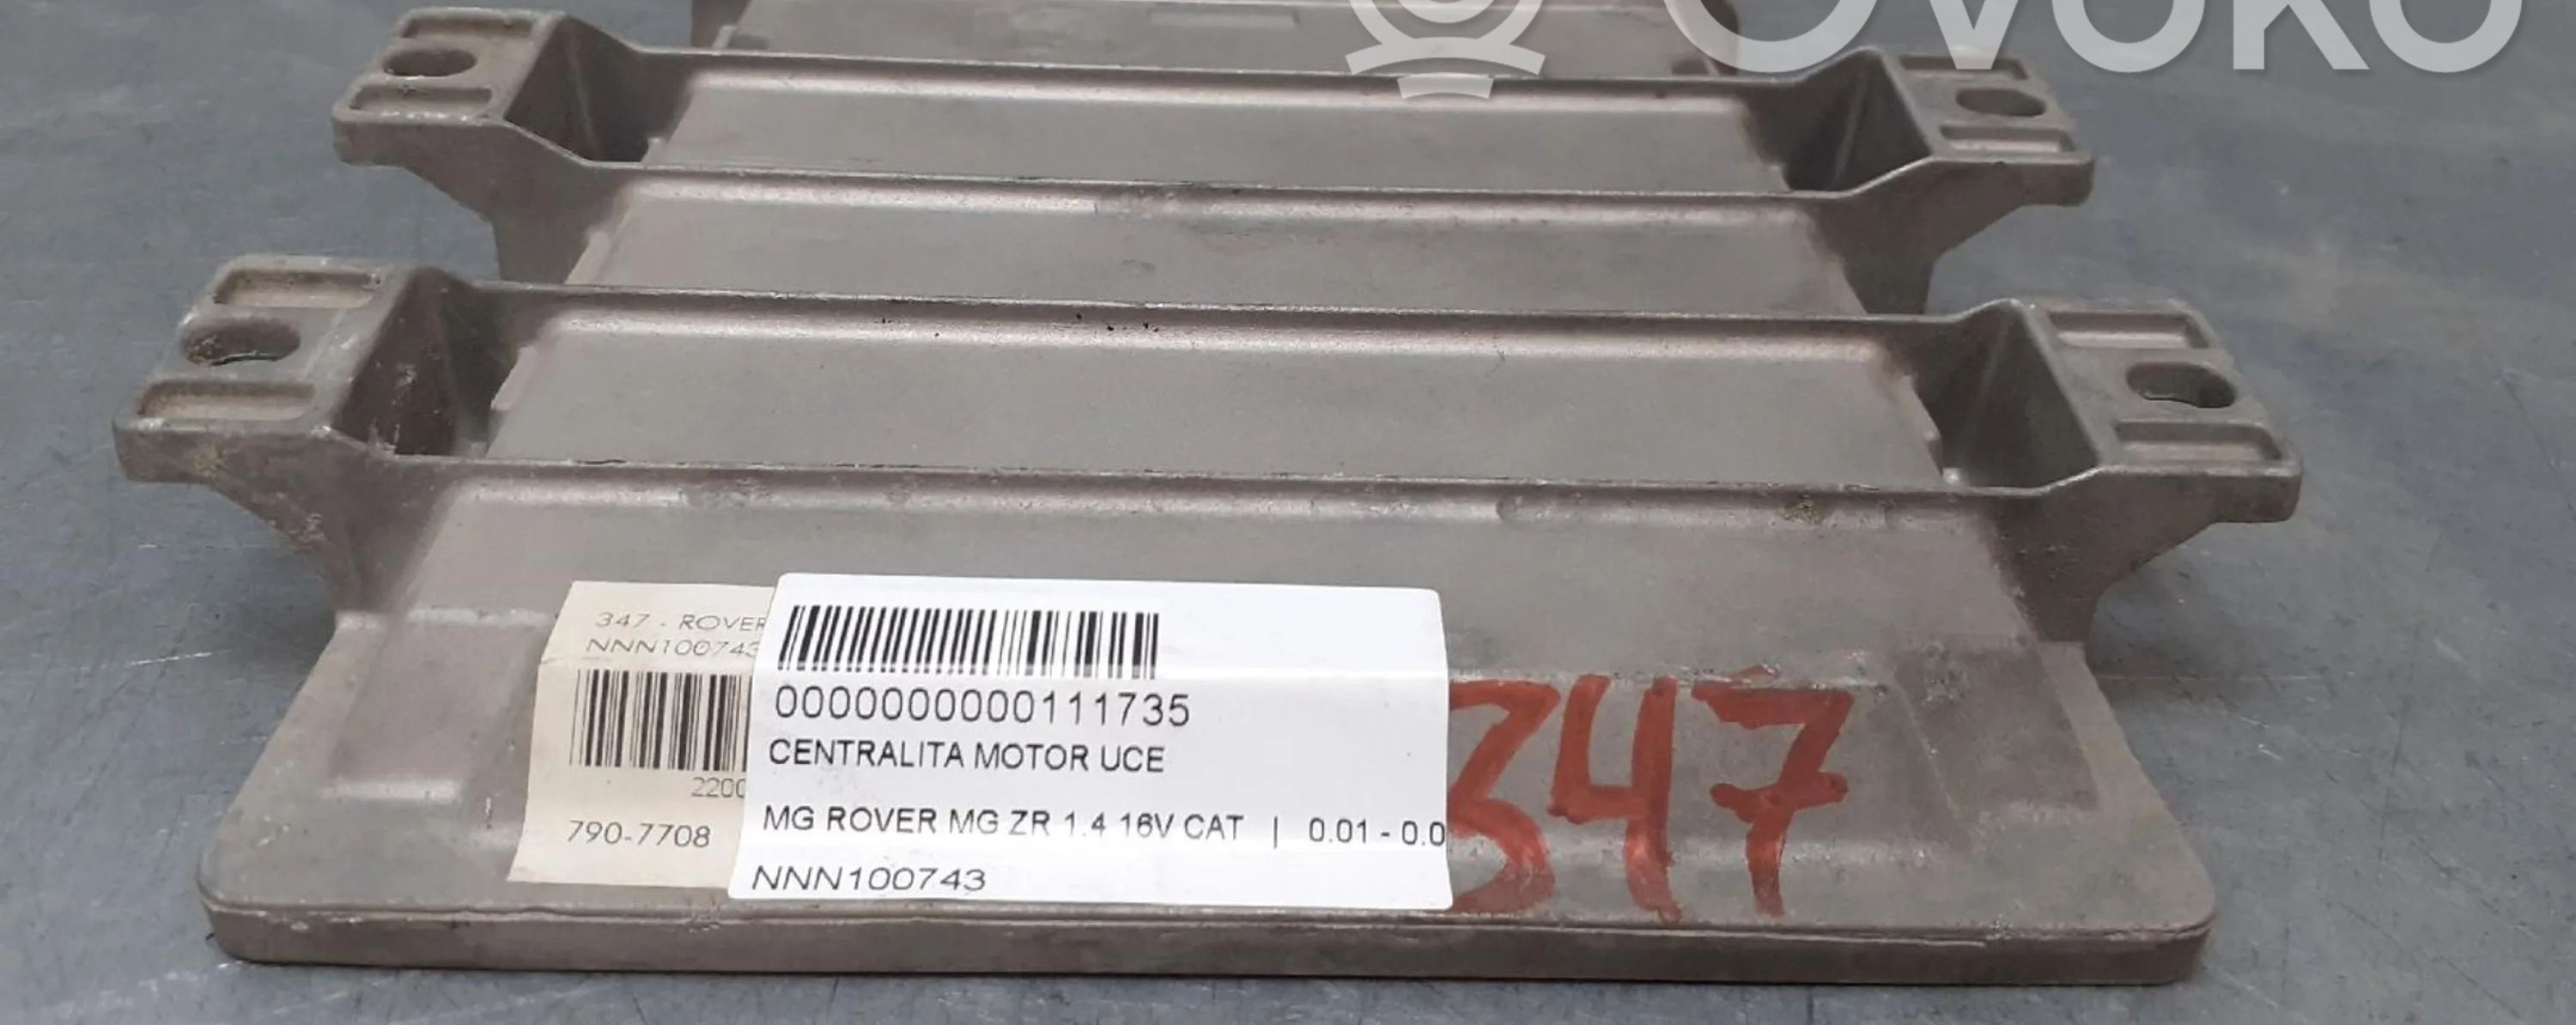 OVOKO
347 - ROVER
NNN100743
2200
790-7708
0000000000111735
CENTRALITA MOTOR UCE
MG ROVER MG ZR 1.4 16V CAT | 0.01 - 0.0
NNN100743
347